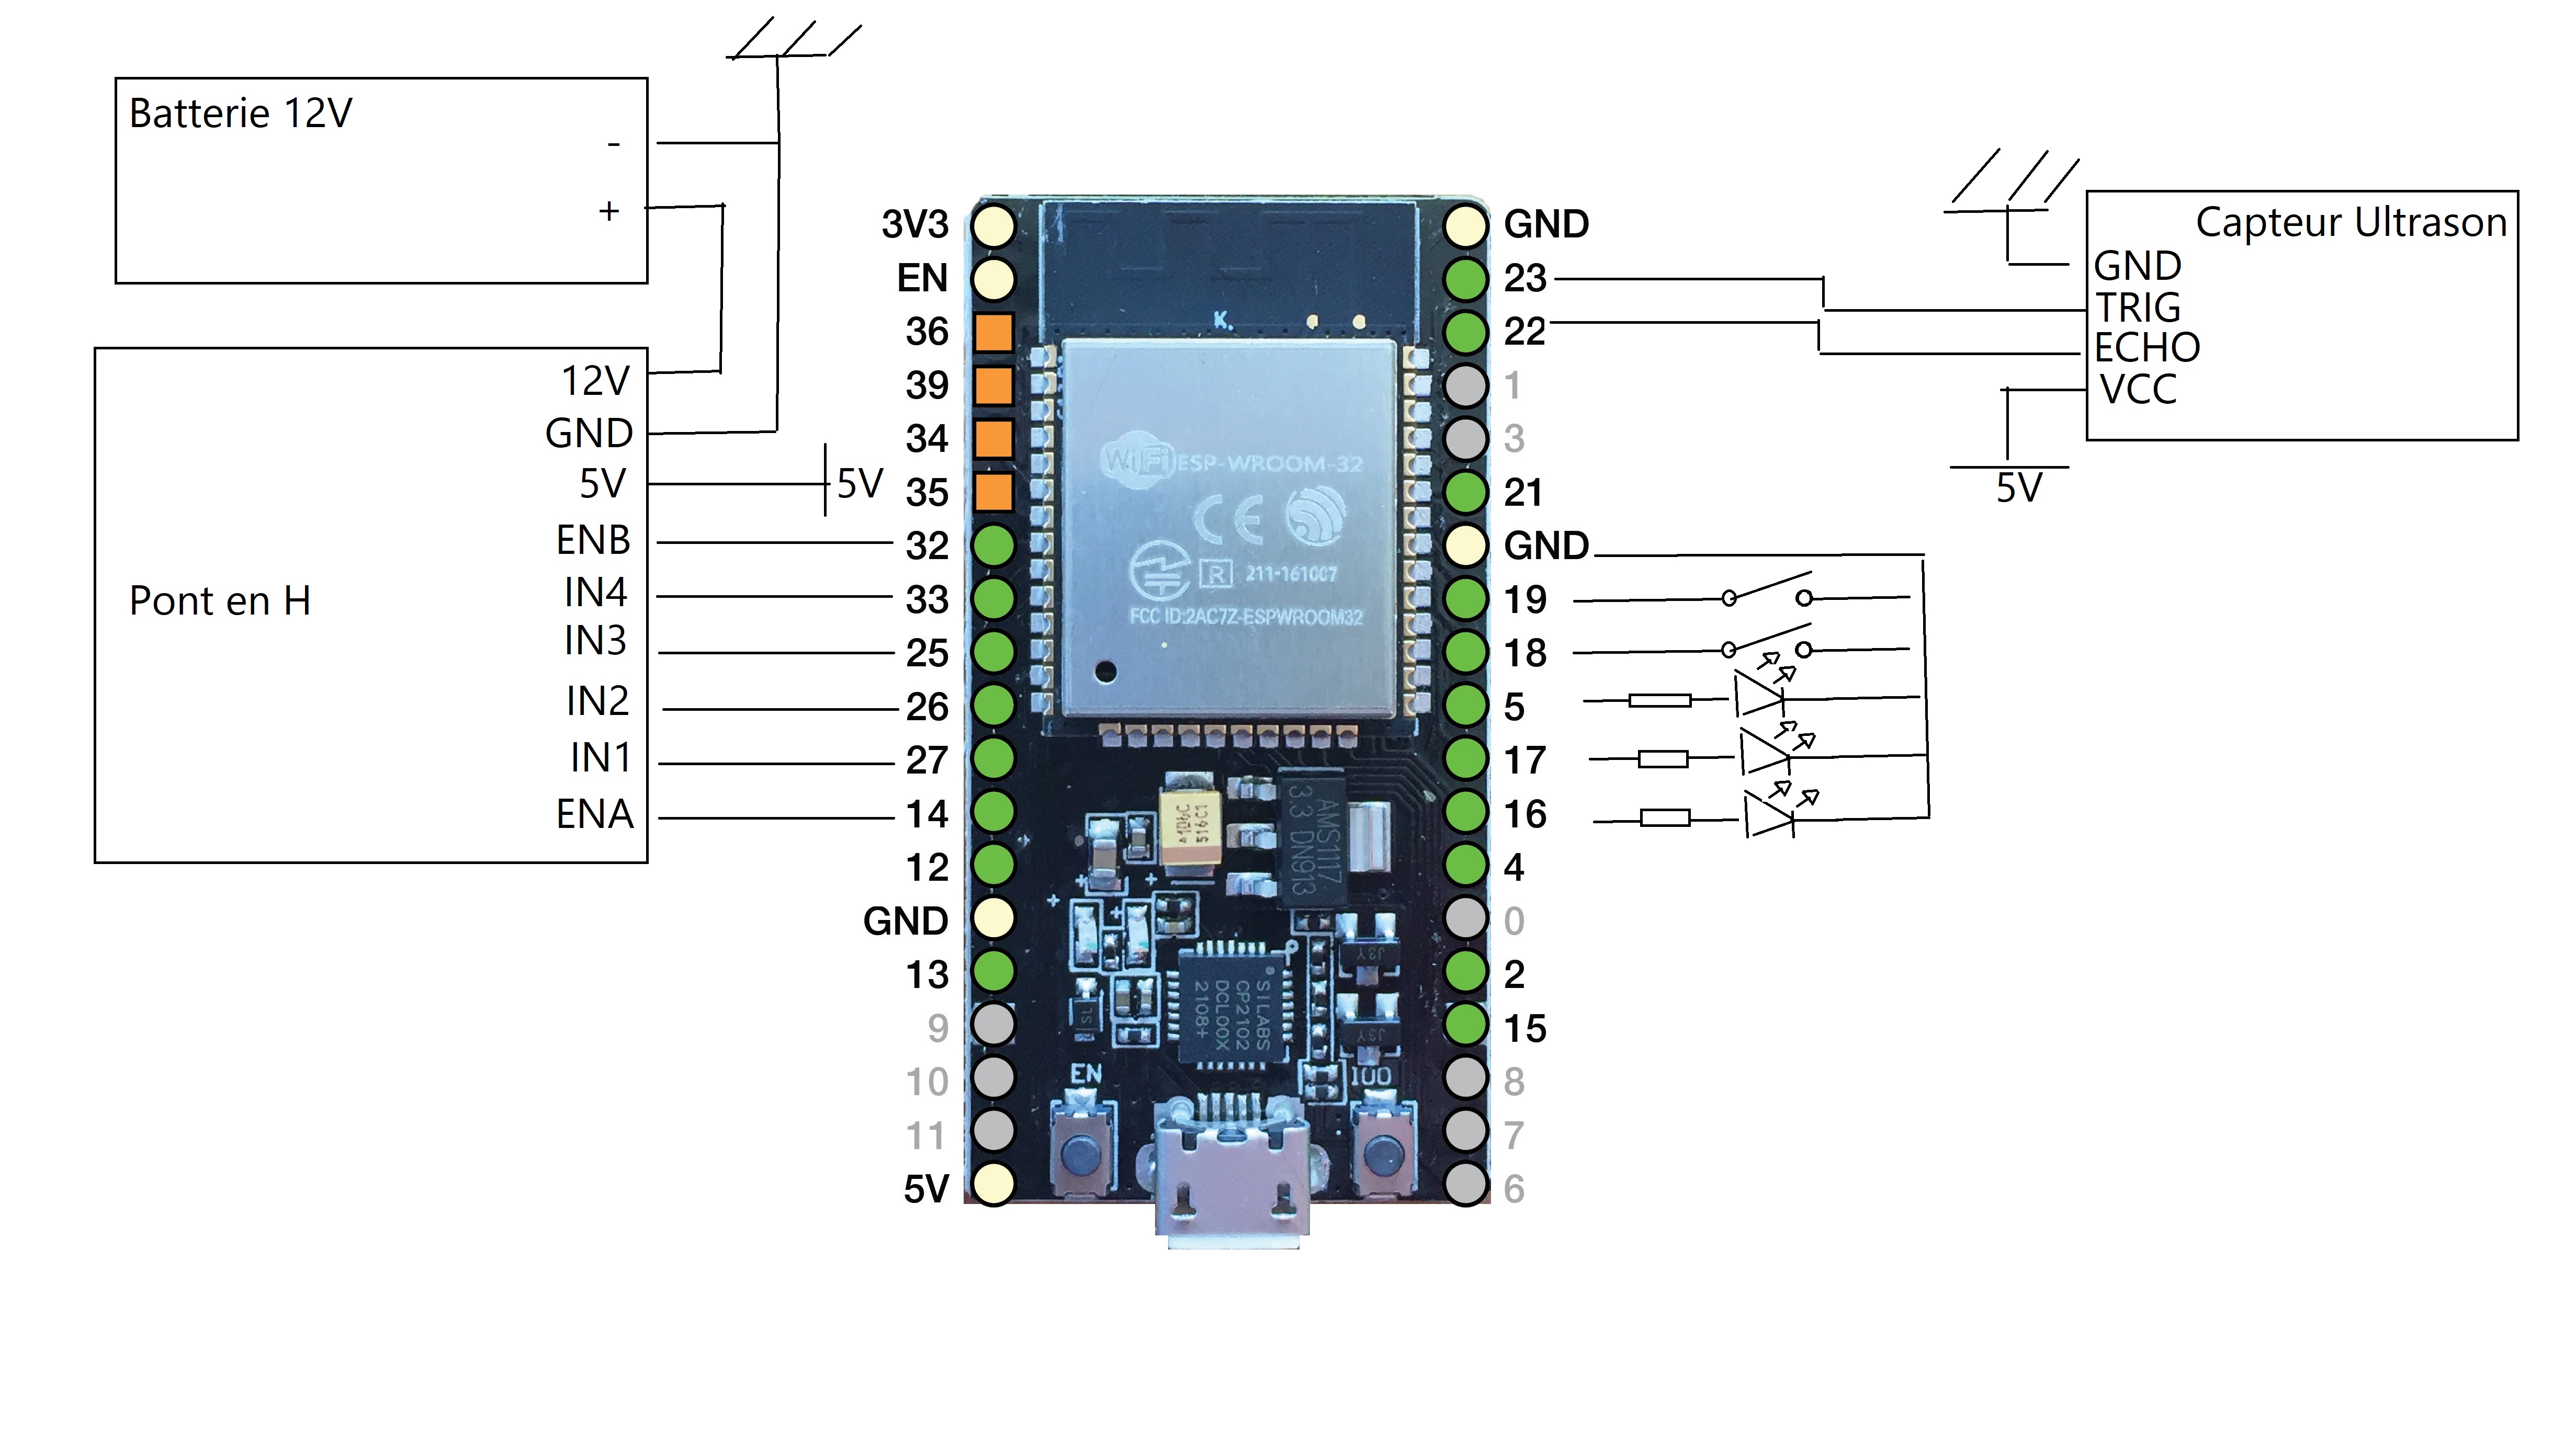 Batterie 12V
-
+
12V
GND
5V
ENB
IN4
Pont en H
IN3
IN2
IN1
ENA
5V
3V3
EN
36
39
34
35
32
33
25
26
27
14
12
GND
13
9
10
11
5V
WiFi ESP-WROOM-32
CE
R 211-161007
FCC ID:2AC7Z-ESPWROOM32
AMS1117
3.3 DN913
SILABS
CP2102
DCL00X
2108+
J3Y
J3Y
SL
EN
IO0
GND
23
22
1
3
21
GND
19
18
5
17
16
4
0
2
15
8
7
6
Capteur Ultrason
GND
TRIG
ECHO
VCC
5V